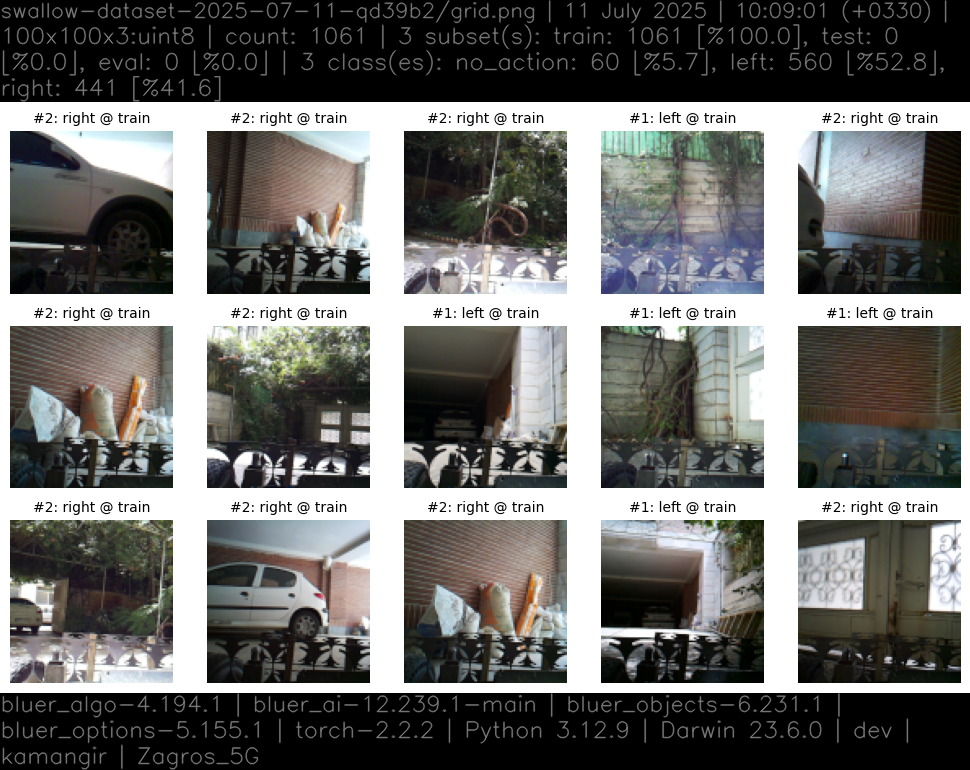 swallow-dataset-2025-07-11-qd39b2/grid.png | 11 July 2025 | 10:09:01 (+0330) |
100x100x3:uint8 | count: 1061 | 3 subset(s): train: 1061 [%100.0], test: 0
[%0.0], eval: 0 [%0.0] | 3 class(es): no_action: 60 [%5.7], left: 560 [%52.8],
right: 441 [%41.6]
#2: right @ train #2: right @ train #2: right @ train #1: left @ train #2: right @ train
#2: right @ train #2: right @ train #1: left @ train #1: left @ train #1: left @ train
#2: right @ train #2: right @ train #2: right @ train #1: left @ train #2: right @ train
bluer_algo-4.194.1 | bluer_ai-12.239.1-main | bluer_objects-6.231.1 |
bluer_options-5.155.1 | torch-2.2.2 | Python 3.12.9 | Darwin 23.6.0 | dev |
kamangir | Zagros_5G